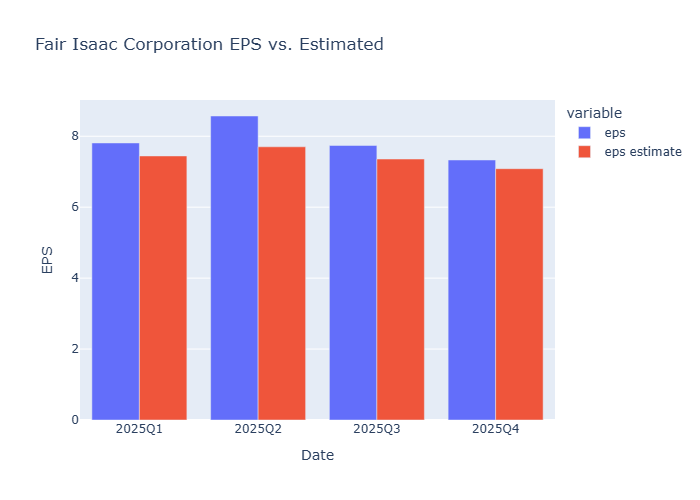 Fair Isaac Corporation EPS vs. Estimated
variable
eps
eps estimate
EPS
8
6
4
2
0
2025Q1
2025Q2
2025Q3
2025Q4
Date